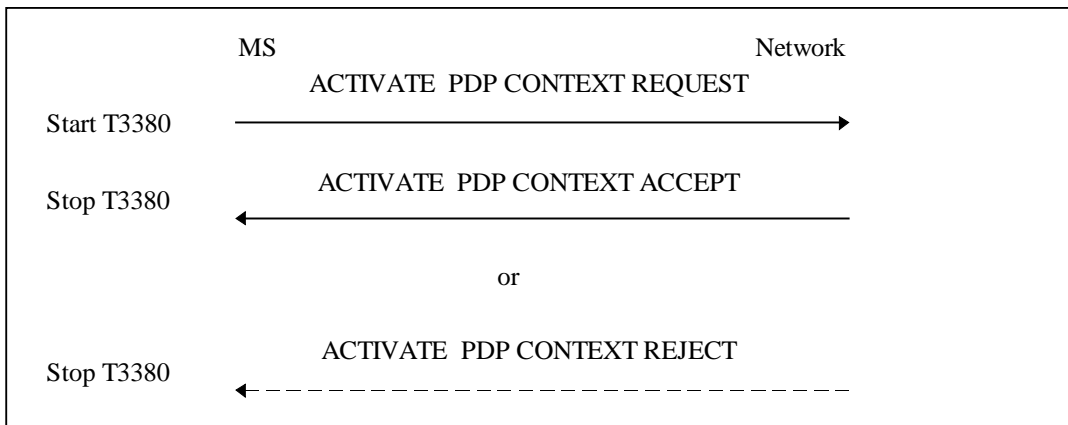 MS Network
ACTIVATE PDP CONTEXT REQUEST
Start T3380
ACTIVATE PDP CONTEXT ACCEPT
Stop T3380
or
ACTIVATE PDP CONTEXT REJECT
Stop T3380